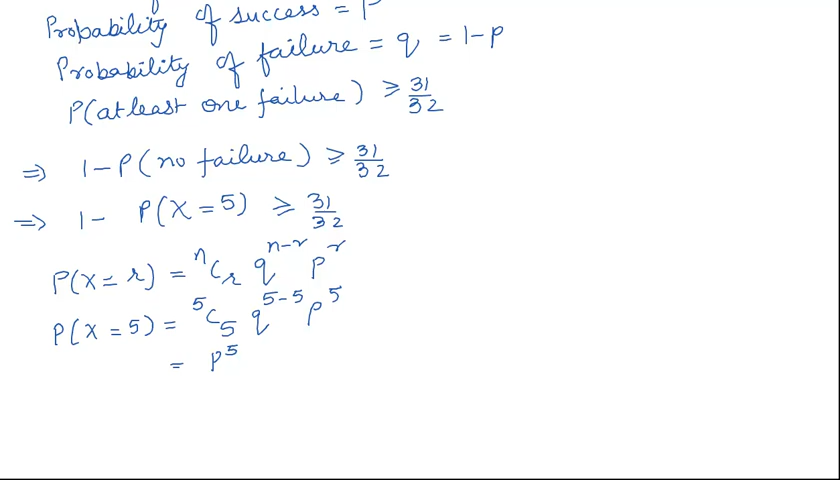 Probability of success = P
Probability of failure = q = 1-p
P(atleast one failure) ≥ 31/32
⇒ 1-P(no failure) ≥ 31/32
⇒ 1- P(X=5) ≥ 31/32
P(X=r) = ⁿCᵣ qⁿ⁻ʳ pʳ
P(X=5) = ⁵C₅ q⁵⁻⁵ p⁵
= p⁵